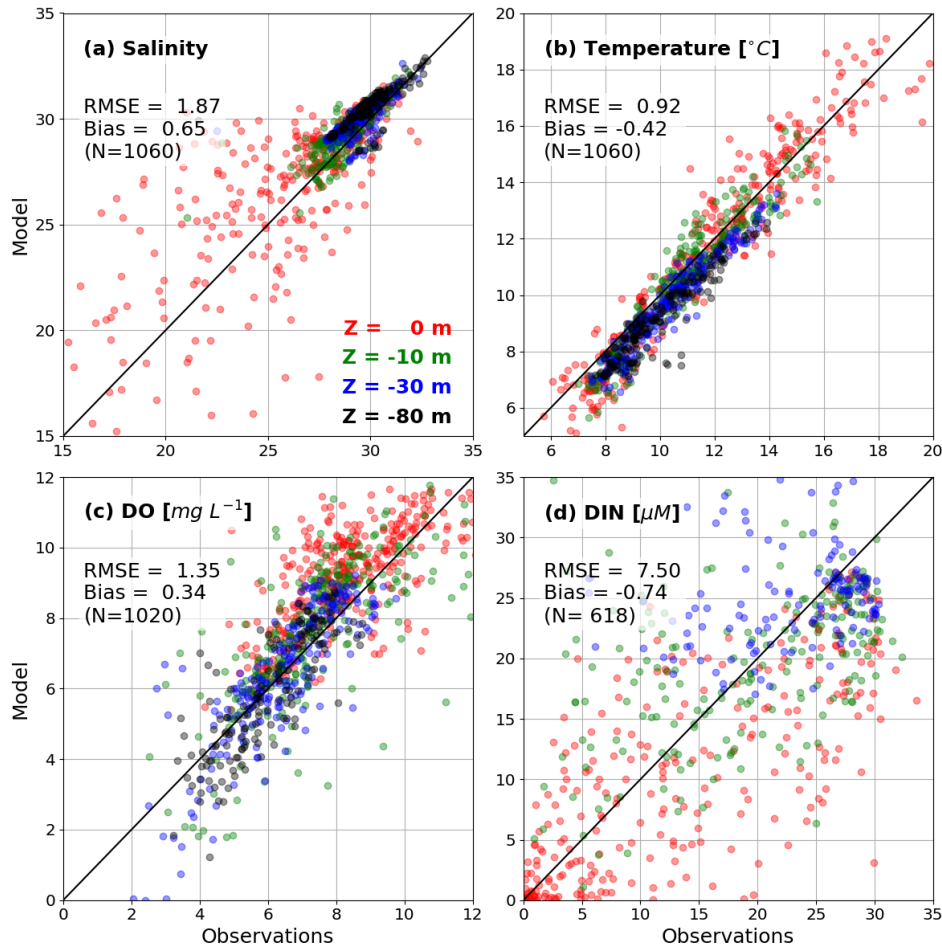 (a) Salinity
RMSE = 1.87
Bias = 0.65
(N=1060)
Z = 0 m
Z = -10 m
Z = -30 m
Z = -80 m
Model
35
30
25
20
15
15
20
25
30
35
(b) Temperature [°C]
RMSE = 0.92
Bias = -0.42
(N=1060)
20
18
16
14
12
10
8
6
6
8
10
12
14
16
18
20
(c) DO [mg L⁻¹]
RMSE = 1.35
Bias = 0.34
(N=1020)
Model
12
10
8
6
4
2
0
0
2
4
6
8
10
12
Observations
(d) DIN [μM]
RMSE = 7.50
Bias = -0.74
(N= 618)
35
30
25
20
15
10
5
0
0
5
10
15
20
25
30
35
Observations